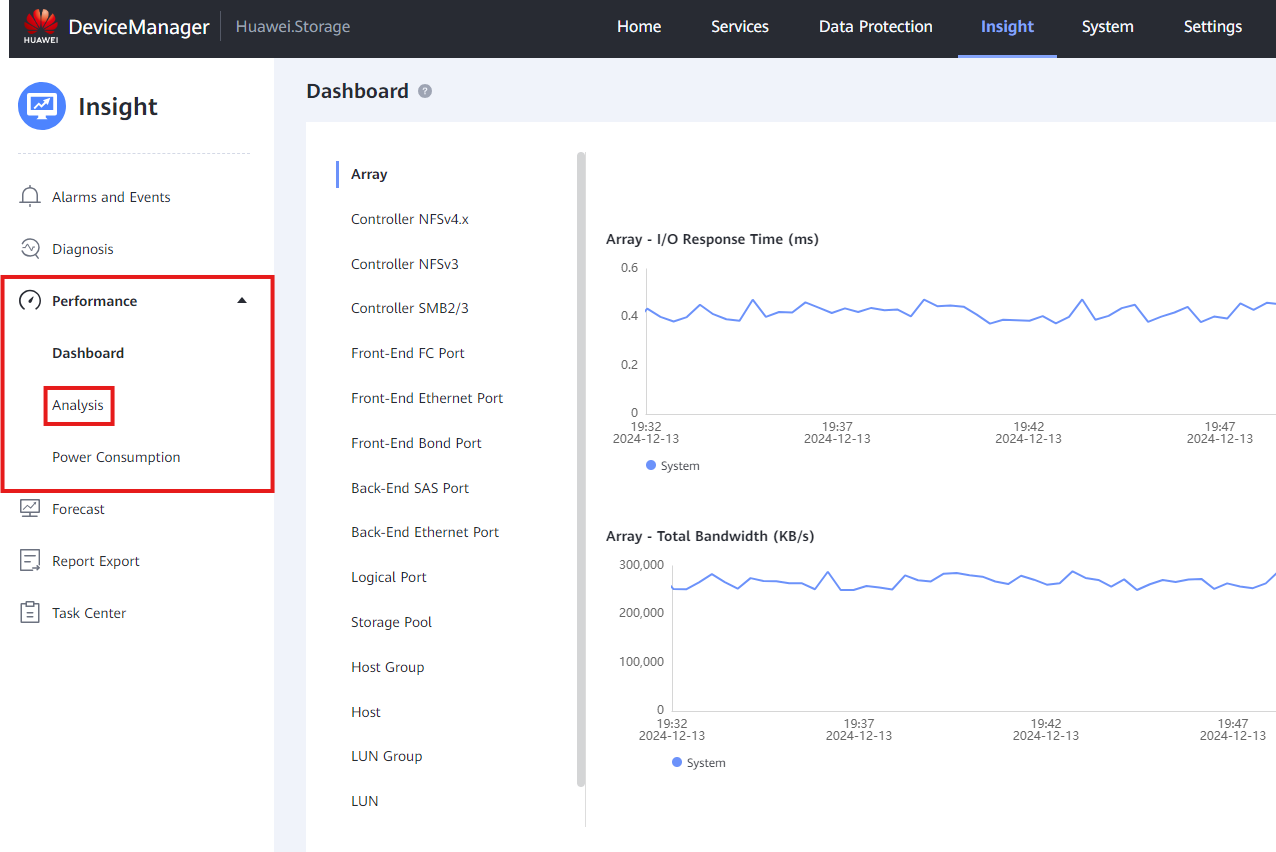 HUAWEI
DeviceManager
Huawei.Storage
Home
Services
Data Protection
Insight
System
Settings
Insight
Alarms and Events
Diagnosis
Performance
Dashboard
Analysis
Power Consumption
Forecast
Report Export
Task Center
Dashboard ?
Array
Controller NFSv4.x
Controller NFSv3
Controller SMB2/3
Front-End FC Port
Front-End Ethernet Port
Front-End Bond Port
Back-End SAS Port
Back-End Ethernet Port
Logical Port
Storage Pool
Host Group
Host
LUN Group
LUN
Array - I/O Response Time (ms)
0.6
0.4
0.2
0
19:32 19:37 19:42 19:47
2024-12-13 2024-12-13 2024-12-13 2024-12-13
System
Array - Total Bandwidth (KB/s)
300,000
200,000
100,000
0
19:32 19:37 19:42 19:47
2024-12-13 2024-12-13 2024-12-13 2024-12-13
System